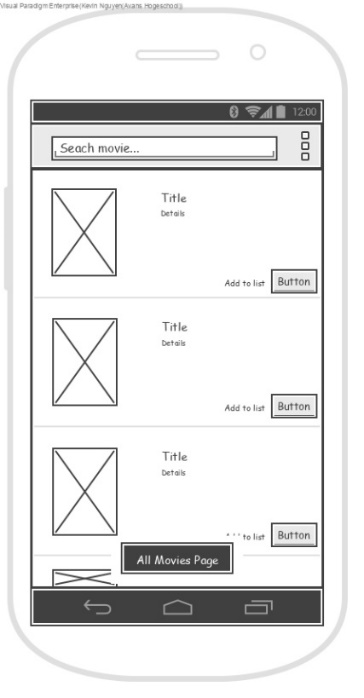 Visual Paradigm Enterprise(Kevin Nguyen(Avans Hogeschool))
12:00
Seach movie...
Title
Details
Add to list Button
Title
Details
Add to list Button
Title
Details
to list Button
All Movies Page